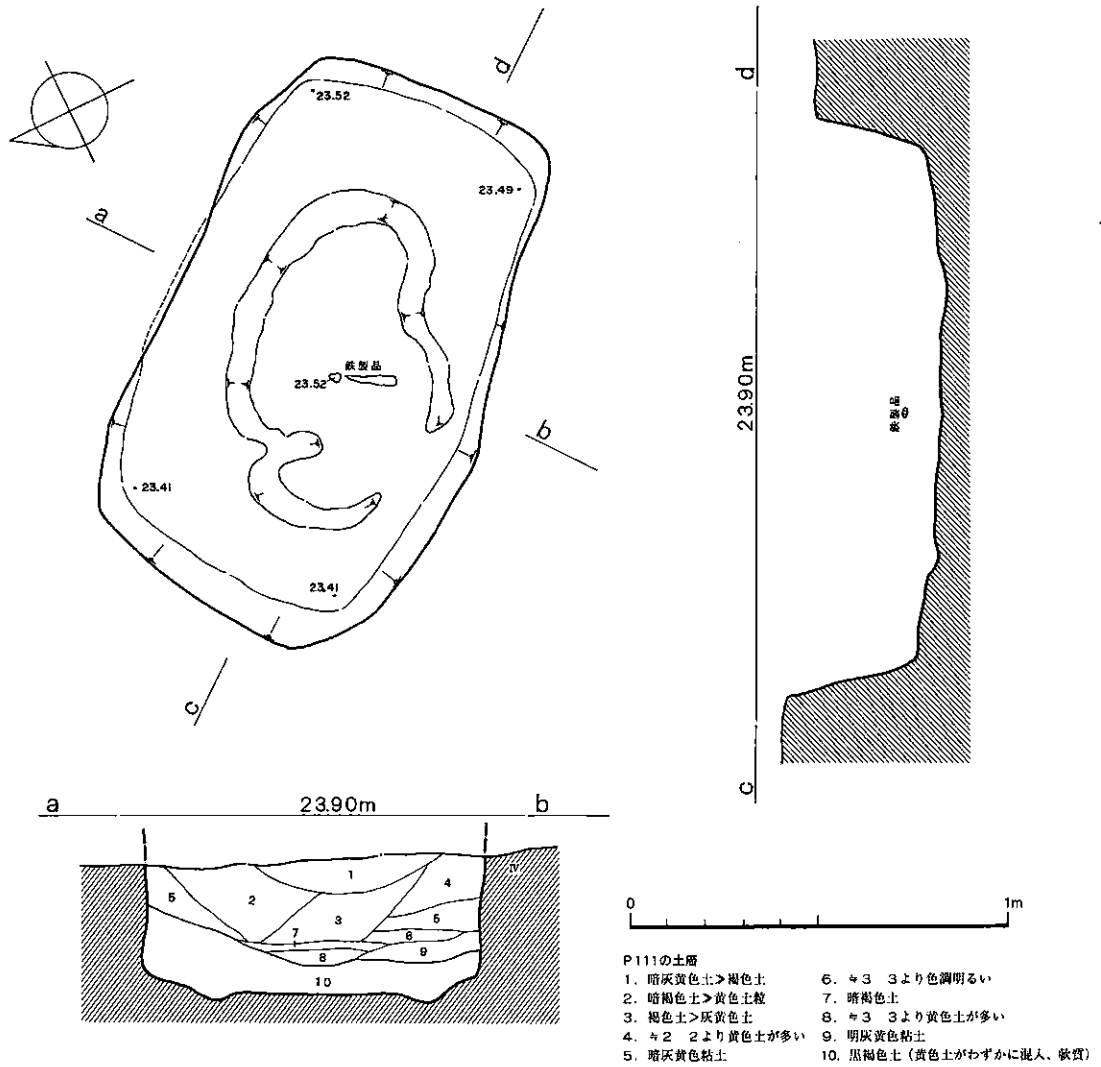 d
23.52
23.49
a
鉄製品
23.52
b
23.41
23.41
c
d
23.90m
鉄製品
c
a 23.90m b
1
2
3
4
5
5
6
7
8
9
10
IV
0 1m
P111の土層
1. 暗灰黄色土>褐色土
2. 暗褐色土>黄色土粒
3. 褐色土>灰黄色土
4. ≒2 2より黄色土が多い
5. 暗灰黄色粘土
6. ≒3 3より色調明るい
7. 暗褐色土
8. ≒3 3より黄色土が多い
9. 明灰黄色粘土
10. 黒褐色土(黄色土がわずかに混入、軟質)